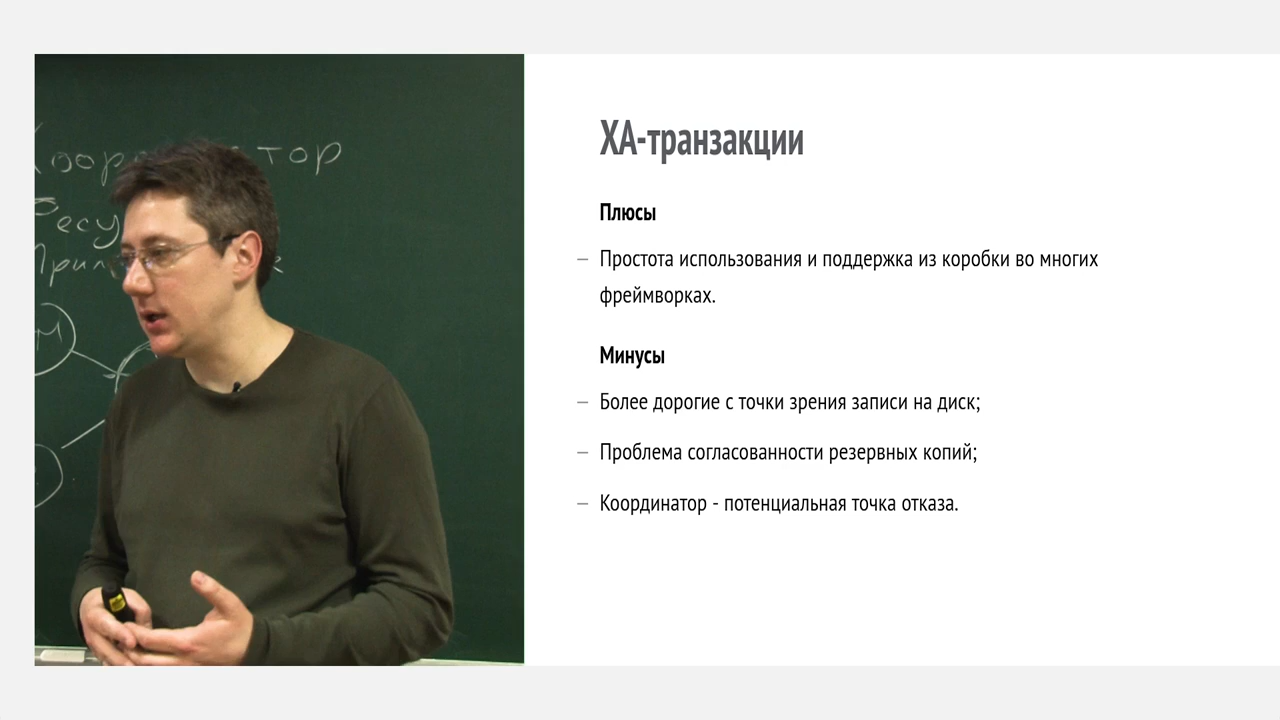 ХА-транзакции
Плюсы
– Простота использования и поддержка из коробки во многих
фреймворках.
Минусы
– Более дорогие с точки зрения записи на диск;
– Проблема согласованности резервных копий;
– Координатор - потенциальная точка отказа.